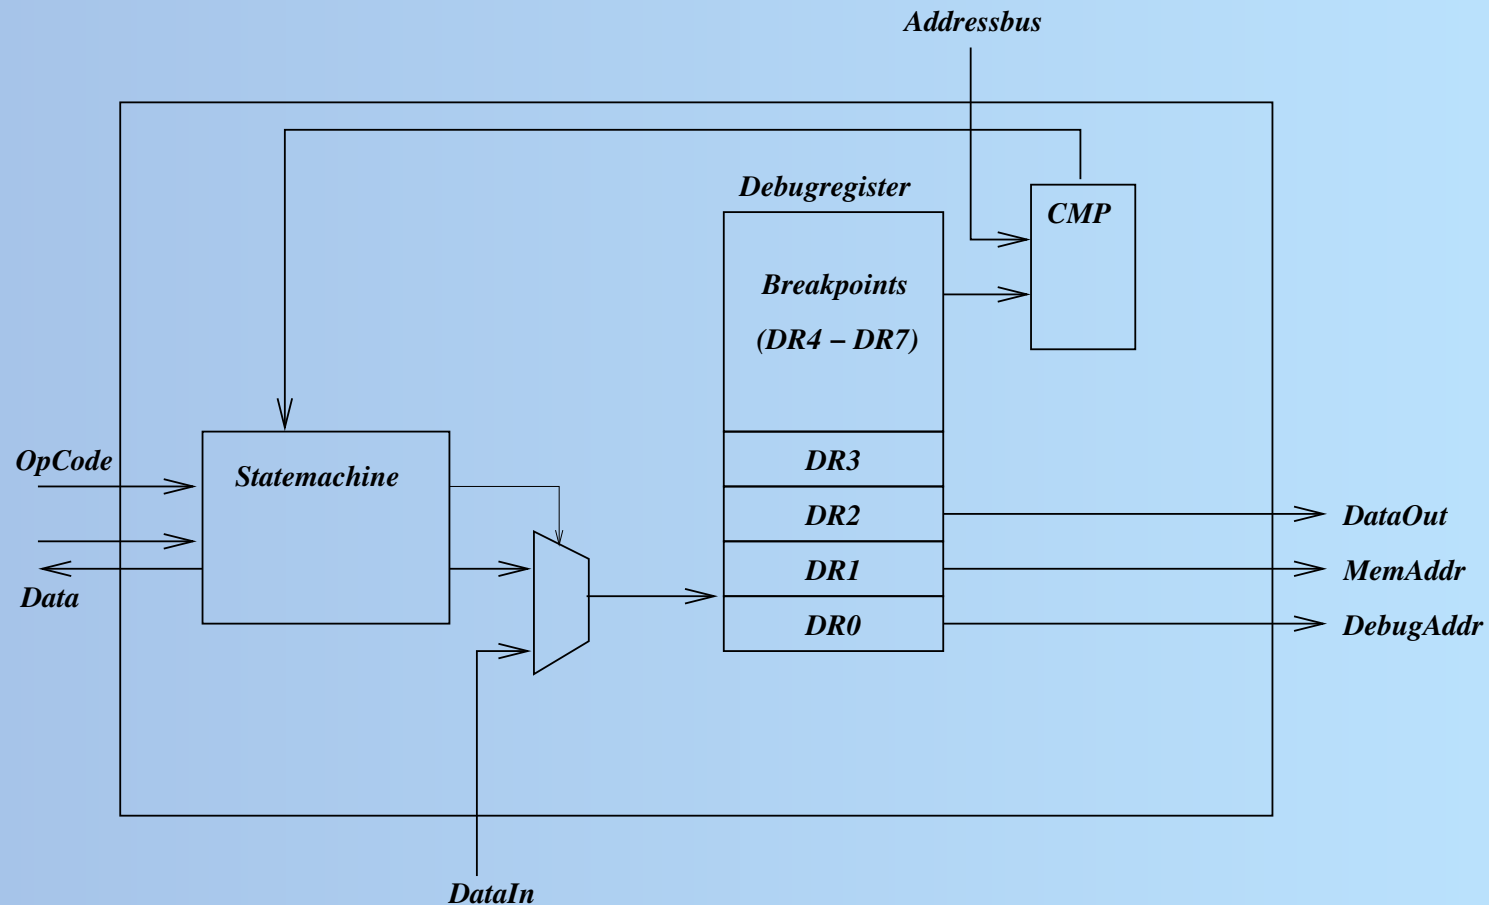 Addressbus
Debugregister
CMP
Breakpoints
(DR4 – DR7)
OpCode
Statemachine
DR3
DR2
DataOut
DR1
MemAddr
Data
DR0
DebugAddr
DataIn